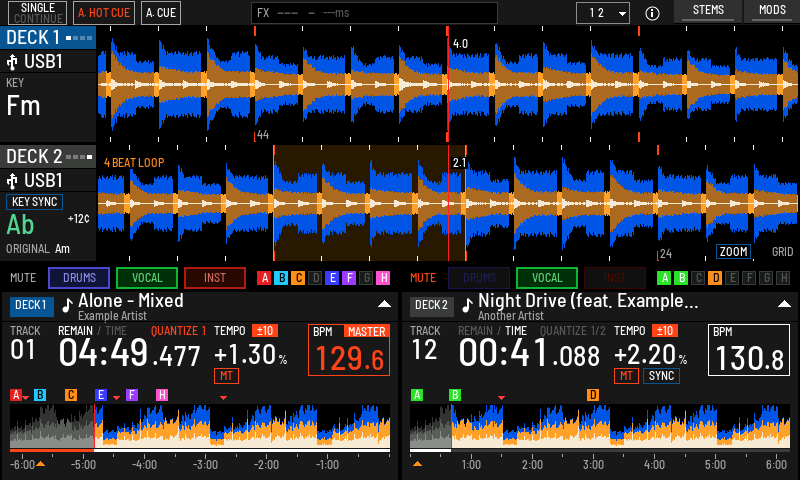 SINGLE
CONTINUE
A. HOT CUE
A. CUE
FX --- - ---ms
1 2
STEMS
MODS
DECK 1
USB1
KEY
Fm
4.0
44
DECK 2
USB1
KEY SYNC
Ab
+12¢
ORIGINAL Am
4 BEAT LOOP
2.1
24
ZOOM
GRID
MUTE DRUMS VOCAL INST A B C D E F G H
MUTE DRUMS VOCAL INST A B C D E F G H
DECK 1
Alone - Mixed
Example Artist
TRACK
01
REMAIN / TIME
QUANTIZE 1
04:49.477
TEMPO ±10
+1.30%
MT
BPM MASTER
129.6
A B C E F H
-6:00 -5:00 -4:00 -3:00 -2:00 -1:00
DECK 2
Night Drive (feat. Example...
Another Artist
TRACK
12
REMAIN / TIME
QUANTIZE 1/2
00:41.088
TEMPO ±10
+2.20%
MT SYNC
BPM
130.8
A B D
1:00 2:00 3:00 4:00 5:00 6:00